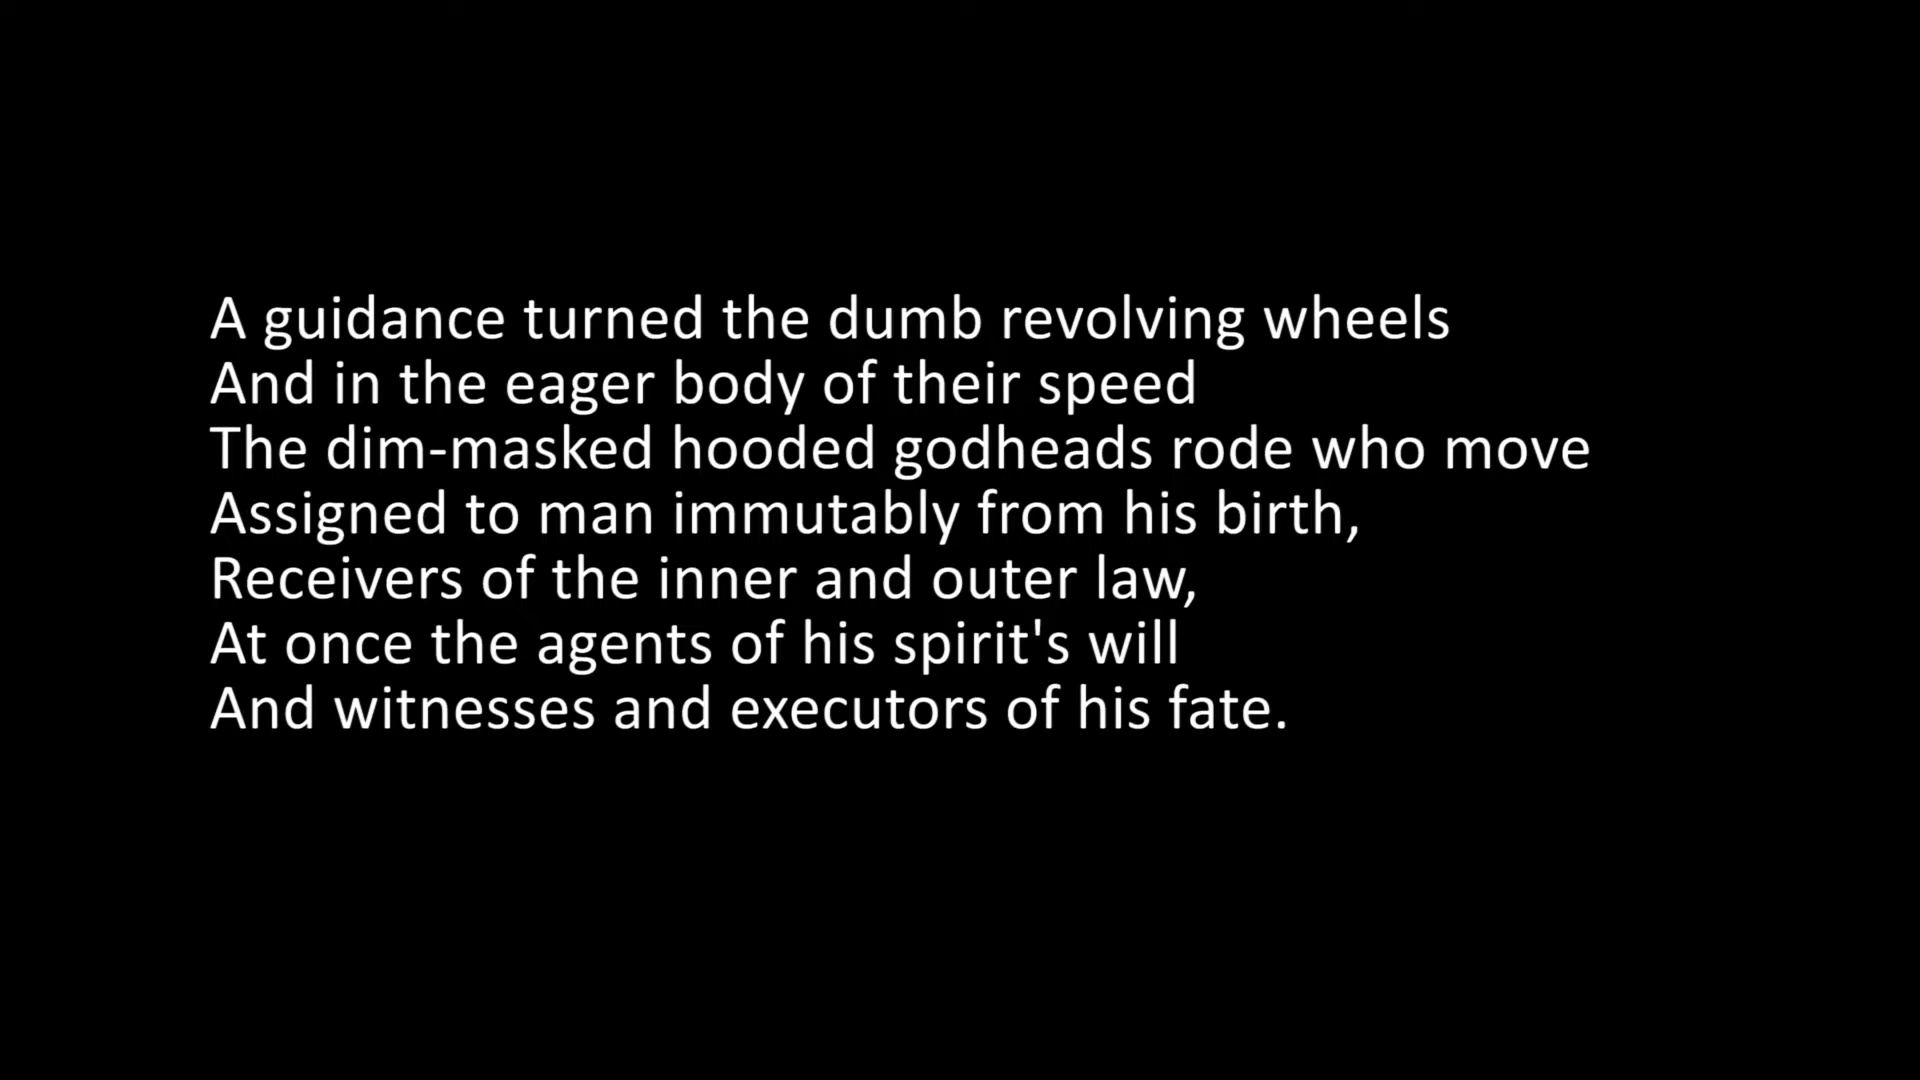 A guidance turned the dumb revolving wheels
And in the eager body of their speed
The dim-masked hooded godheads rode who move
Assigned to man immutably from his birth,
Receivers of the inner and outer law,
At once the agents of his spirit's will
And witnesses and executors of his fate.